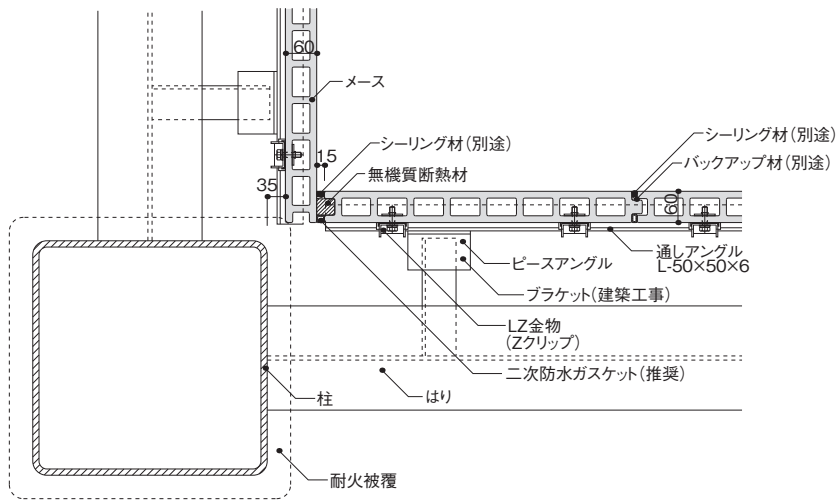 60
メース
シーリング材(別途)
シーリング材(別途)
15
バックアップ材(別途)
無機質断熱材
35
60
通しアングル
L-50×50×6
ピースアングル
ブラケット(建築工事)
LZ金物
(Zクリップ)
二次防水ガスケット(推奨)
柱
はり
耐火被覆